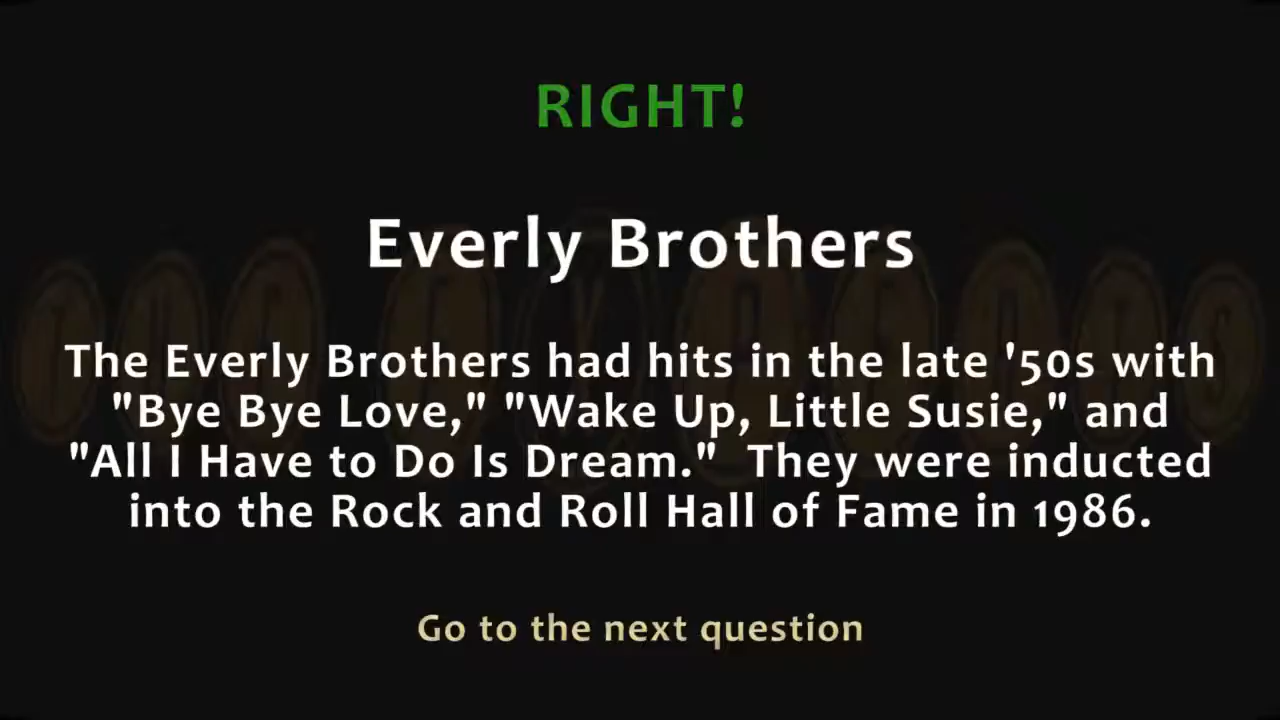 RIGHT!
Everly Brothers
The Everly Brothers had hits in the late '50s with
"Bye Bye Love," "Wake Up, Little Susie," and
"All I Have to Do Is Dream."  They were inducted
into the Rock and Roll Hall of Fame in 1986.
Go to the next question